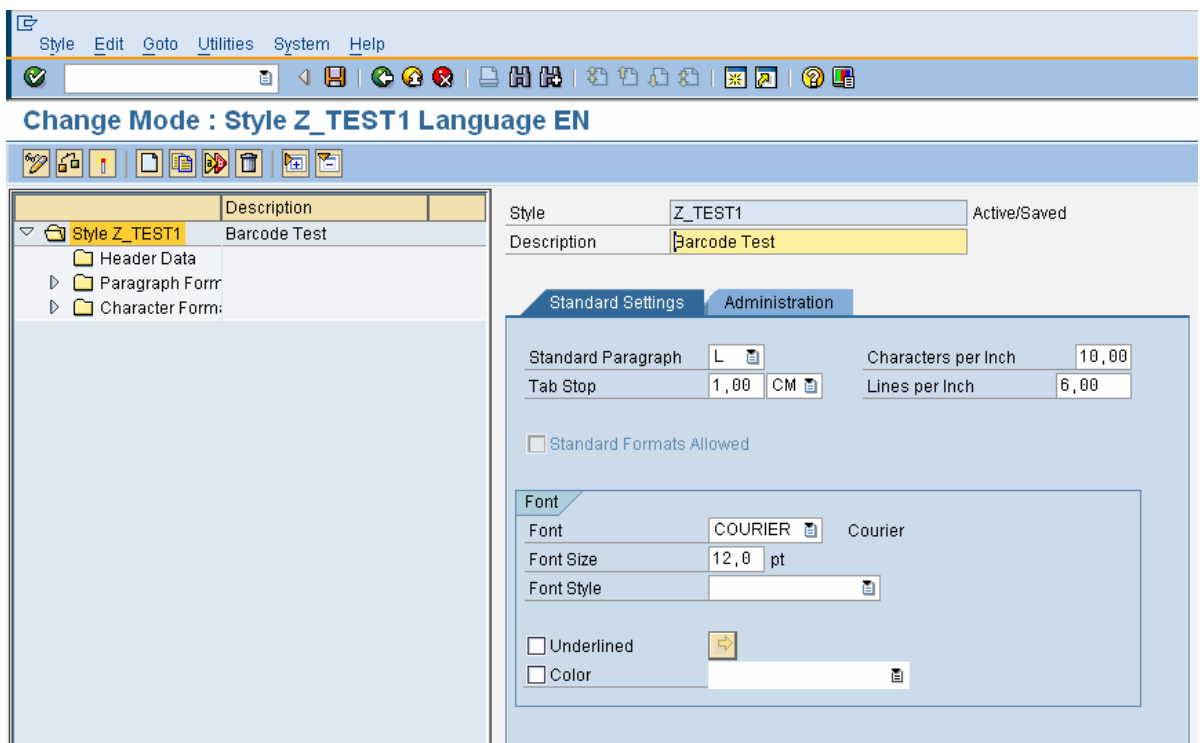 Style Edit Goto Utilities System Help
Change Mode : Style Z_TEST1 Language EN
Description
Style Z_TEST1 Barcode Test
Header Data
Paragraph Form
Character Form
Style Z_TEST1 Active/Saved
Description Barcode Test
Standard Settings Administration
Standard Paragraph L Characters per Inch 10,00
Tab Stop 1,00 CM Lines per Inch 6,00
Standard Formats Allowed
Font
Font COURIER Courier
Font Size 12,0 pt
Font Style
Underlined
Color